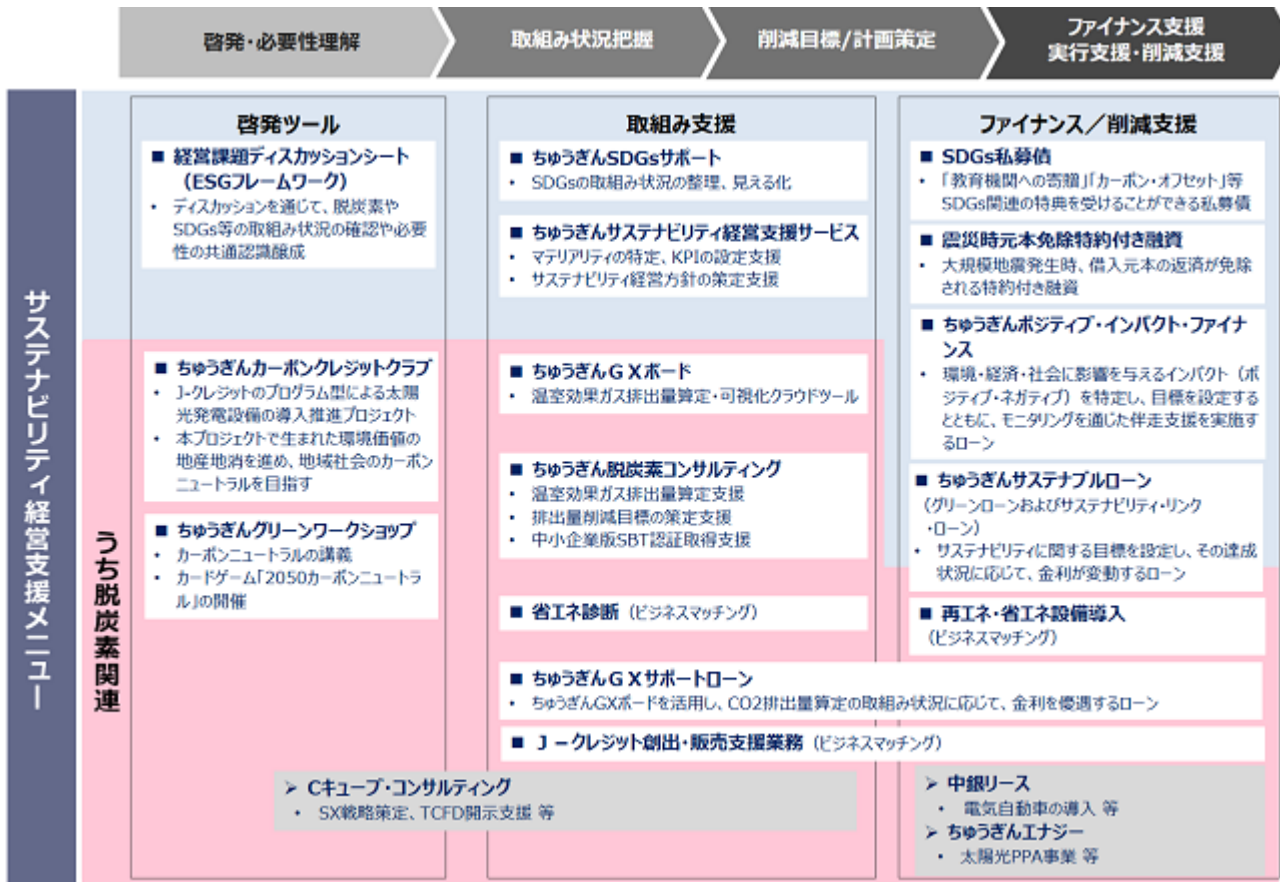 啓発・必要性理解
取組み状況把握
削減目標/計画策定
ファイナンス支援
実行支援・削減支援
サステナビリティ経営支援メニュー
うち脱炭素関連
啓発ツール
■ 経営課題ディスカッションシート
（ESGフレームワーク）
• ディスカッションを通じて、脱炭素や
SDGs等の取組み状況の確認や必要
性の共通認識醸成
■ ちゅうぎんカーボンクレジットクラブ
• J-クレジットのプログラム型による太陽
光発電設備の導入推進プロジェクト
• 本プロジェクトで生まれた環境価値の
地産地消を進め、地域社会のカーボン
ニュートラルを目指す
■ ちゅうぎんグリーンワークショップ
• カーボンニュートラルの講義
• カードゲーム「2050カーボンニュートラ
ル」の開催
取組み支援
■ ちゅうぎんSDGsサポート
• SDGsの取組み状況の整理、見える化
■ ちゅうぎんサステナビリティ経営支援サービス
• マテリアリティの特定、KPIの設定支援
• サステナビリティ経営方針の策定支援
■ ちゅうぎんＧＸボード
• 温室効果ガス排出量算定・可視化クラウドツール
■ ちゅうぎん脱炭素コンサルティング
• 温室効果ガス排出量算定支援
• 排出量削減目標の策定支援
• 中小企業版SBT認証取得支援
■ 省エネ診断（ビジネスマッチング）
ファイナンス／削減支援
■ SDGs私募債
• 「教育機関への寄贈」「カーボン・オフセット」等
SDGs関連の特典を受けることができる私募債
■ 震災時元本免除特約付き融資
• 大規模地震発生時、借入元本の返済が免除
される特約付き融資
■ ちゅうぎんポジティブ・インパクト・ファイナ
ンス
• 環境・経済・社会に影響を与えるインパクト（ポ
ジティブ・ネガティブ）を特定し、目標を設定する
とともに、モニタリングを通じた伴走支援を実施す
るローン
■ ちゅうぎんサステナブルローン
（グリーンローンおよびサステナビリティ・リンク
・ローン）
• サステナビリティに関する目標を設定し、その達成
状況に応じて、金利が変動するローン
■ 再エネ・省エネ設備導入
（ビジネスマッチング）
■ ちゅうぎんＧＸサポートローン
• ちゅうぎんGXボードを活用し、CO2排出量算定の取組み状況に応じて、金利を優遇するローン
■ Ｊ－クレジット創出・販売支援業務（ビジネスマッチング）
➢ Cキューブ・コンサルティング
• SX戦略策定、TCFD開示支援 等
➢ 中銀リース
• 電気自動車の導入 等
➢ ちゅうぎんエナジー
• 太陽光PPA事業 等